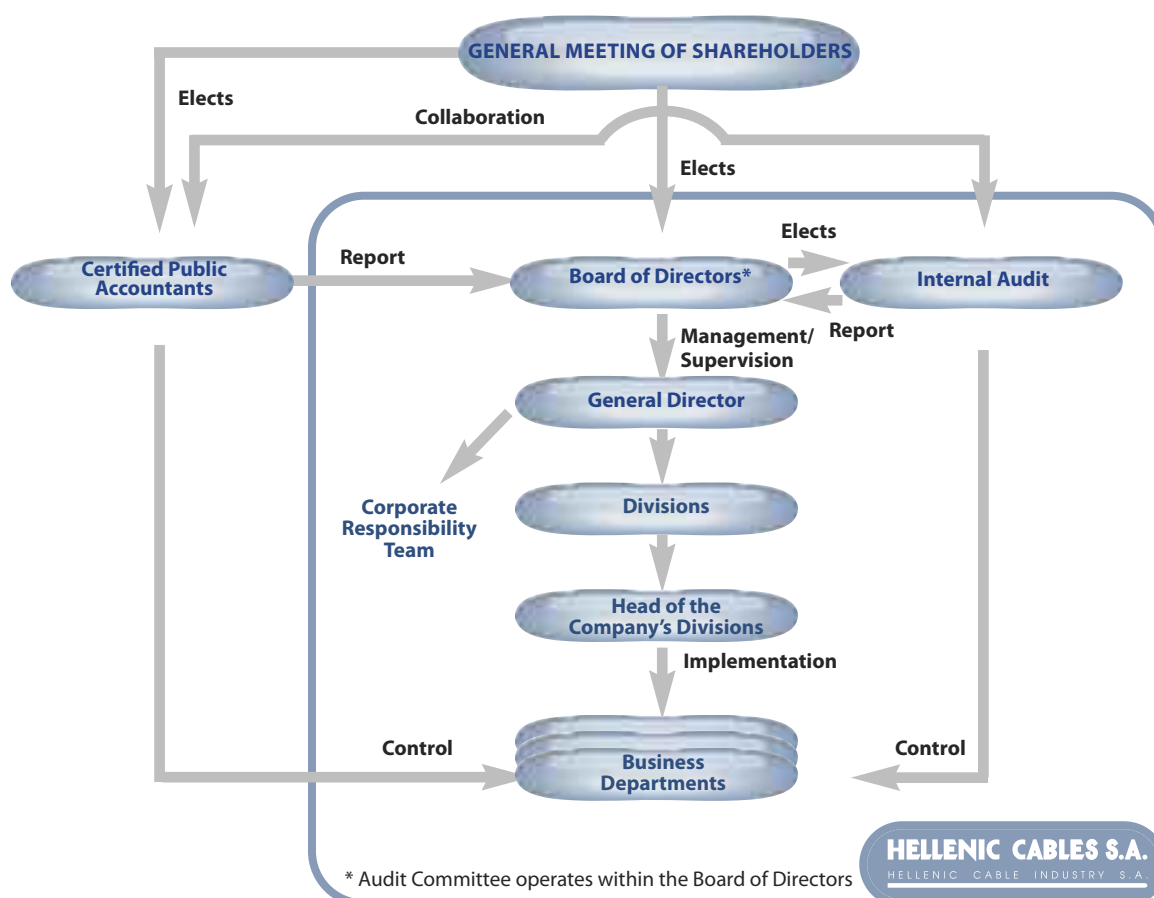 GENERAL MEETING OF SHAREHOLDERS
Elects
Collaboration
Elects
Certified Public
Accountants
Report
Board of Directors*
Elects
Internal Audit
Report
Management/
Supervision
General Director
Corporate
Responsibility
Team
Divisions
Head of the
Company’s Divisions
Implementation
Control
Business
Departments
Control
* Audit Committee operates within the Board of Directors
HELLENIC CABLES S.A.
HELLENIC CABLE INDUSTRY S.A.